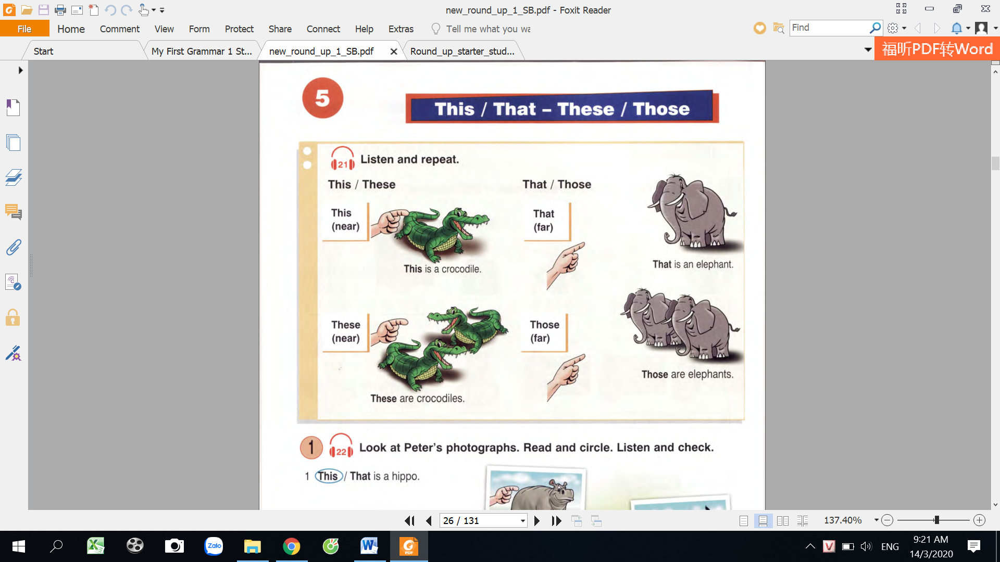 new_round_up_1_SB.pdf - Foxit Reader
File Home Comment View Form Protect Share Connect Help Extras Tell me what you wa
Find
Start My First Grammar 1 St... new_round_up_1_SB.pdf Round_up_starter_stud...
福昕PDF转Word
5
This / That – These / Those
21 Listen and repeat.
This / These
That / Those
This
(near)
This is a crocodile.
That
(far)
That is an elephant.
These
(near)
These are crocodiles.
Those
(far)
Those are elephants.
1 22 Look at Peter's photographs. Read and circle. Listen and check.
1 This / That is a hippo.
26 / 131
137.40%
Zalo
PDF
ENG
9:21 AM
14/3/2020